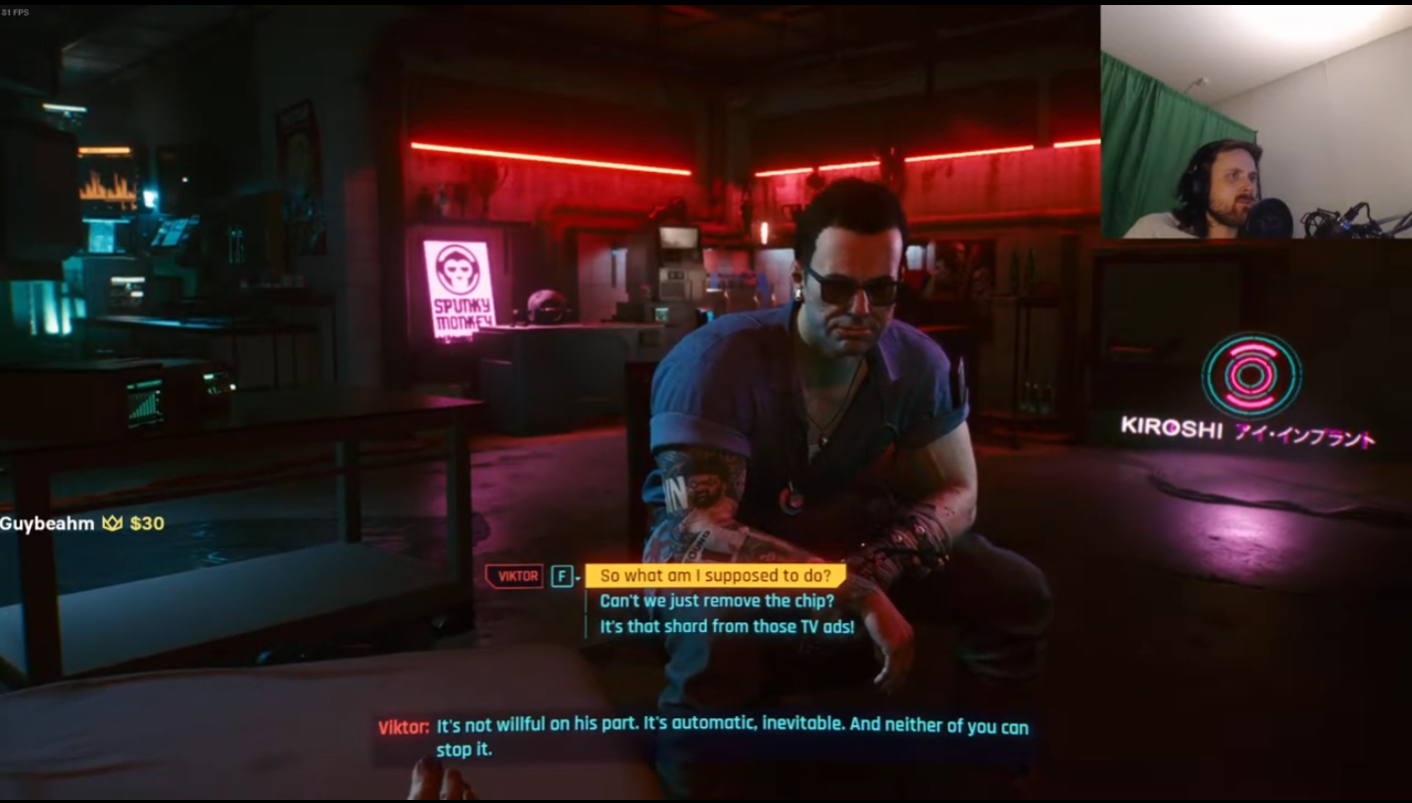 81 FPS
SPUNKY
MONKEY
KIROSHI アイ・インプラント
Guybeahm $30
VIKTOR F So what am I supposed to do?
Can't we just remove the chip?
It's that shard from those TV ads!
Viktor: It's not willful on his part. It's automatic, inevitable. And neither of you can
stop it.